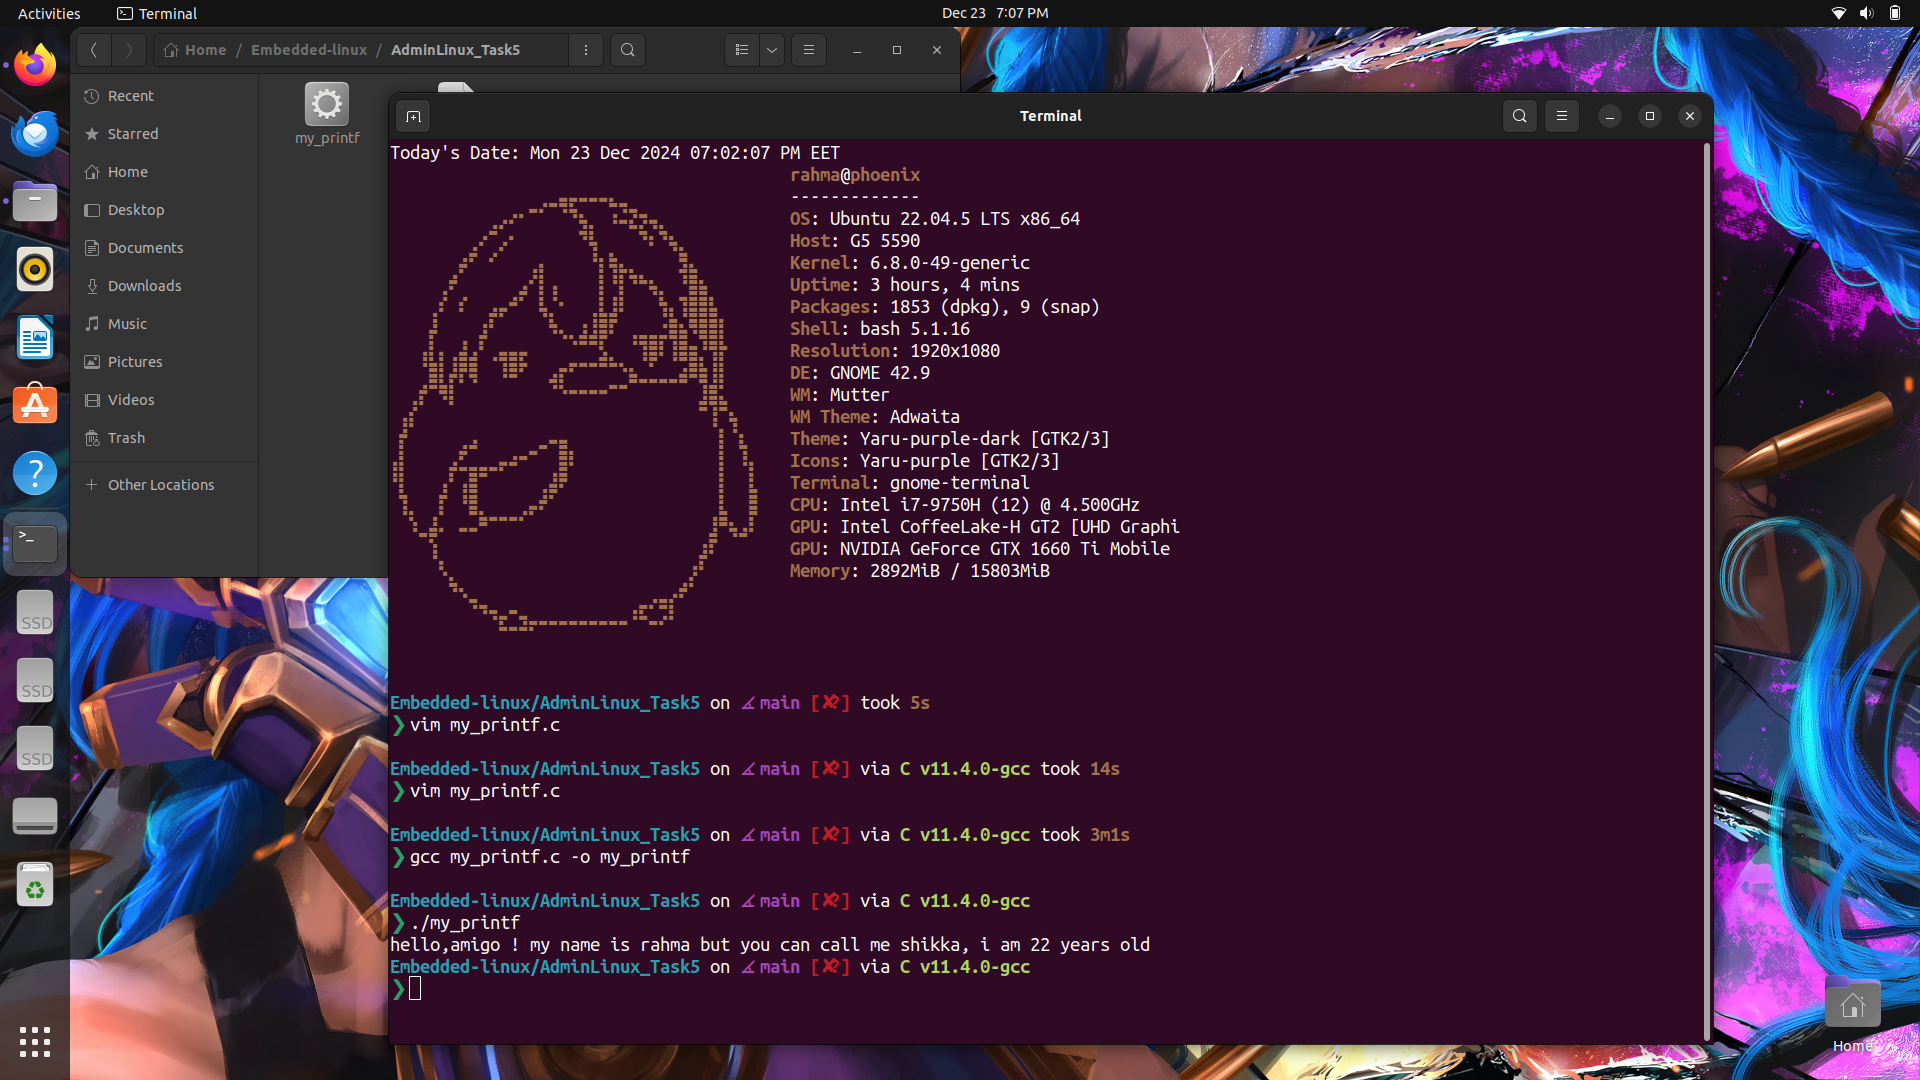 Activities
Terminal
Dec 23 7:07 PM
Home / Embedded-linux / AdminLinux_Task5
Recent
Starred
Home
Desktop
Documents
Downloads
Music
Pictures
Videos
Trash
Other Locations
my_printf
Terminal
Today's Date: Mon 23 Dec 2024 07:02:07 PM EET
rahma@phoenix
-------------
OS: Ubuntu 22.04.5 LTS x86_64
Host: G5 5590
Kernel: 6.8.0-49-generic
Uptime: 3 hours, 4 mins
Packages: 1853 (dpkg), 9 (snap)
Shell: bash 5.1.16
Resolution: 1920x1080
DE: GNOME 42.9
WM: Mutter
WM Theme: Adwaita
Theme: Yaru-purple-dark [GTK2/3]
Icons: Yaru-purple [GTK2/3]
Terminal: gnome-terminal
CPU: Intel i7-9750H (12) @ 4.500GHz
GPU: Intel CoffeeLake-H GT2 [UHD Graphi
GPU: NVIDIA GeForce GTX 1660 Ti Mobile
Memory: 2892MiB / 15803MiB
Embedded-linux/AdminLinux_Task5 on main [✘] took 5s
❯ vim my_printf.c
Embedded-linux/AdminLinux_Task5 on main [✘] via C v11.4.0-gcc took 14s
❯ vim my_printf.c
Embedded-linux/AdminLinux_Task5 on main [✘] via C v11.4.0-gcc took 3m1s
❯ gcc my_printf.c -o my_printf
Embedded-linux/AdminLinux_Task5 on main [✘] via C v11.4.0-gcc
❯ ./my_printf
hello,amigo ! my name is rahma but you can call me shikka, i am 22 years old
Embedded-linux/AdminLinux_Task5 on main [✘] via C v11.4.0-gcc
❯
SSD
SSD
SSD
Home